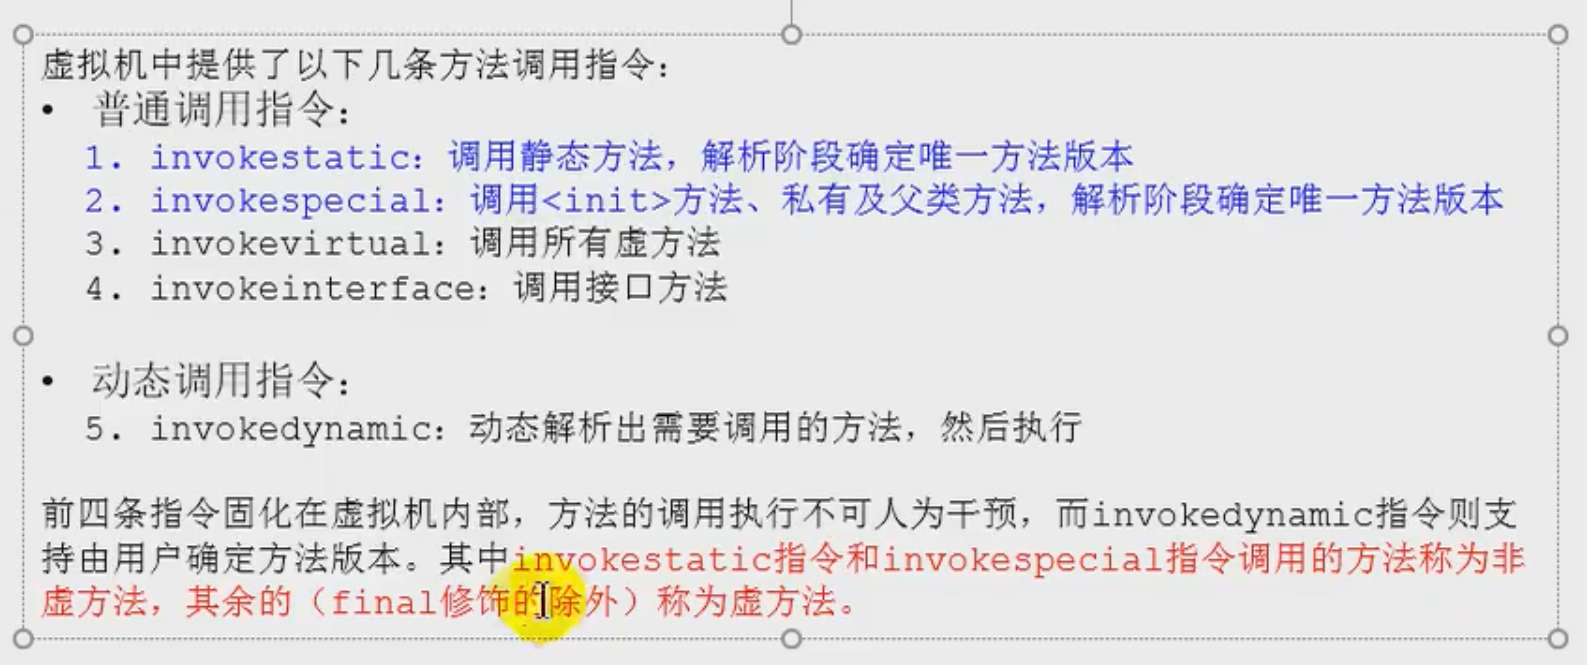 虚拟机中提供了以下几条方法调用指令：
• 普通调用指令：
1. invokestatic：调用静态方法，解析阶段确定唯一方法版本
2. invokespecial：调用<init>方法、私有及父类方法，解析阶段确定唯一方法版本
3. invokevirtual：调用所有虚方法
4. invokeinterface：调用接口方法
• 动态调用指令：
5. invokedynamic：动态解析出需要调用的方法，然后执行
前四条指令固化在虚拟机内部，方法的调用执行不可人为干预，而invokedynamic指令则支
持由用户确定方法版本。其中invokestatic指令和invokespecial指令调用的方法称为非
虚方法，其余的（final修饰的除外）称为虚方法。